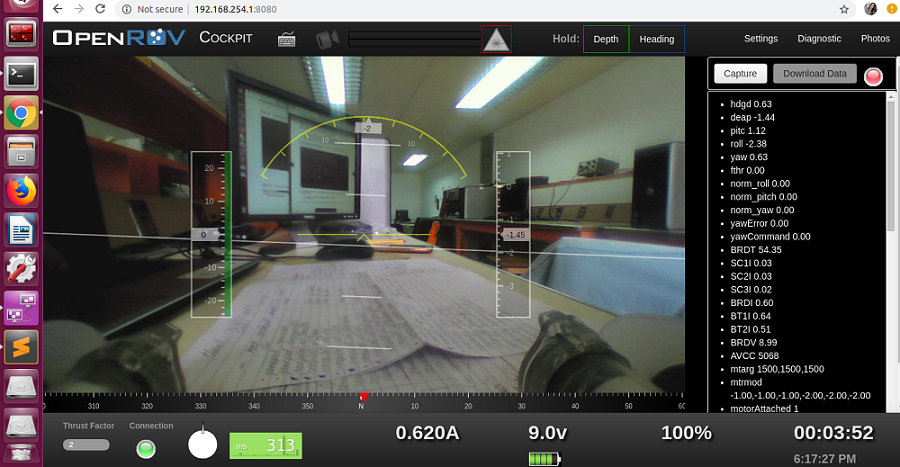 Not secure 192.168.254.1:8080
OPENROV COCKPIT
Hold: Depth Heading
Settings Diagnostic Photos
Capture Download Data
hdgd 0.63
deap -1.44
pitc 1.12
roll -2.38
yaw 0.63
fthr 0.00
norm_roll 0.00
norm_pitch 0.00
norm_yaw 0.00
yawError 0.00
yawCommand 0.00
BRDT 54.35
SC1I 0.03
SC2I 0.03
SC3I 0.02
BRDI 0.60
BT1I 0.64
BT2I 0.51
BRDV 8.99
AVCC 5068
mtarg 1500,1500,1500
mtrmod
-1.00,-1.00,-1.00,-2.00,-2.00,-2.00
motorAttached 1
-2
10 10
20
10
0
-10
-20
0
-1.45
-2
-3
310 320 330 340 350 N 10 20 30 40 50
Thrust Factor
2
Connection
ms 313
0.620A
9.0v
100%
00:03:52
6:17:27 PM